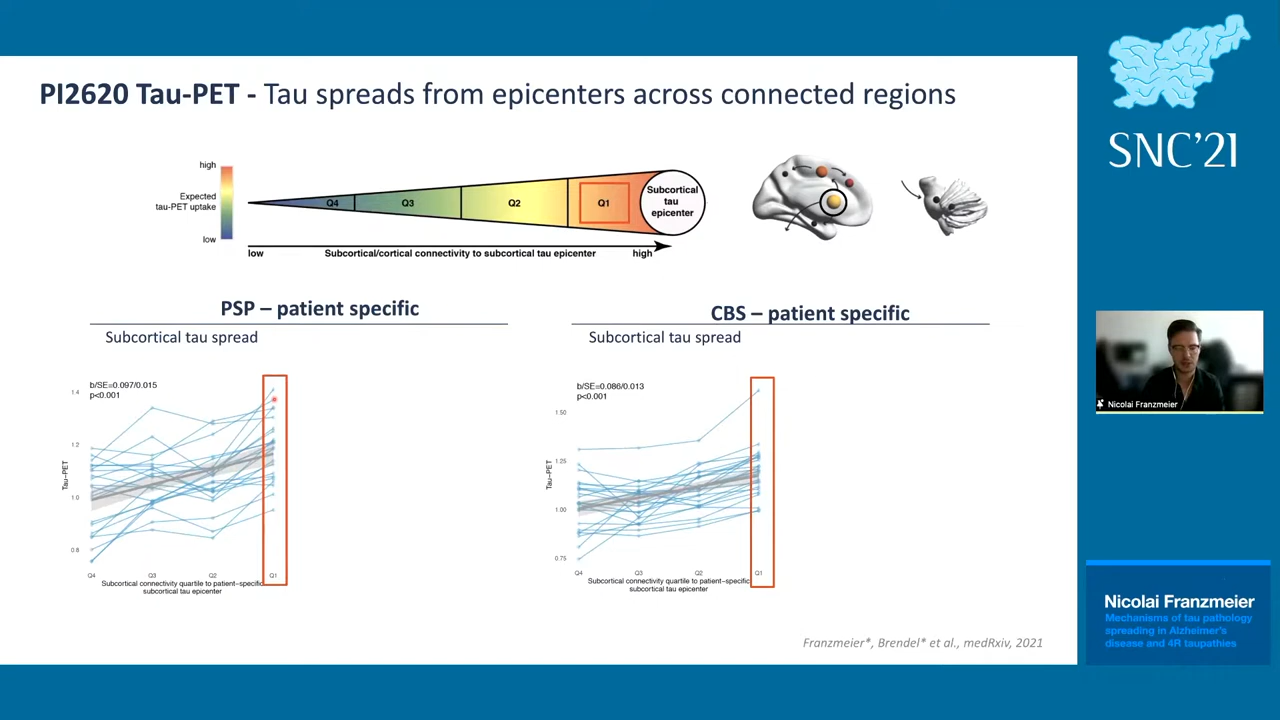 PI2620 Tau-PET - Tau spreads from epicenters across connected regions
SNC'21
high
Expected
tau-PET uptake
low
Q4
Q3
Q2
Q1
Subcortical
tau
epicenter
low
Subcortical/cortical connectivity to subcortical tau epicenter
high
PSP – patient specific
Subcortical tau spread
b/SE=0.097/0.015
p<0.001
1.4
1.2
1.0
0.8
Tau-PET
Q4
Q3
Q2
Q1
Subcortical connectivity quartile to patient-specific
subcortical tau epicenter
CBS – patient specific
Subcortical tau spread
b/SE=0.086/0.013
p<0.001
1.50
1.25
1.00
0.75
Tau-PET
Q4
Q3
Q2
Q1
Subcortical connectivity quartile to patient-specific
subcortical tau epicenter
Franzmeier*, Brendel* et al., medRxiv, 2021
Nicolai Franzmeier
Nicolai Franzmeier
Mechanisms of tau pathology
spreading in Alzheimer's
disease and 4R taupathies